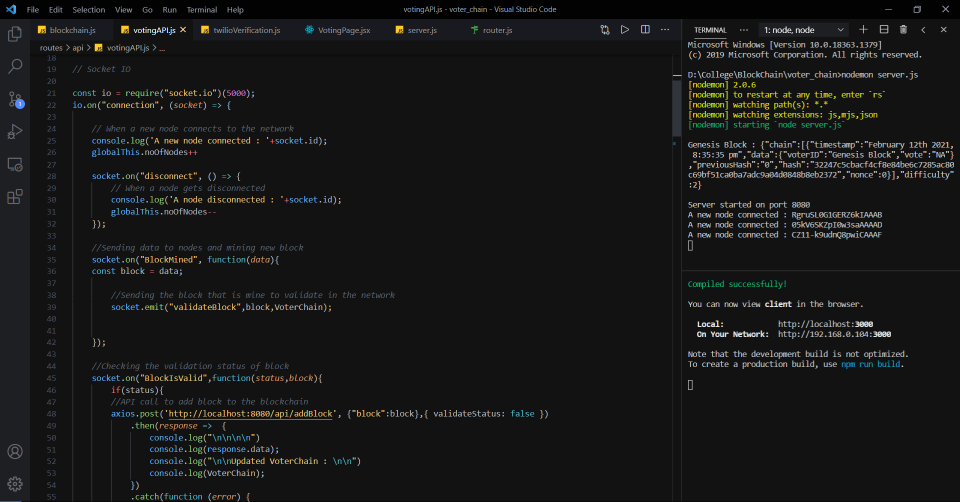 File Edit Selection View Go Run Terminal Help votingAPI.js - voter_chain - Visual Studio Code
blockchain.js votingAPI.js twilioVerification.js VotingPage.jsx server.js router.js
routes > api > votingAPI.js > ...
18
19 // Socket IO
20
21 const io = require("socket.io")(5000);
22 io.on("connection", (socket) => {
23
24 // When a new node connects to the network
25 console.log('A new node connected : '+socket.id);
26 globalThis.noOfNodes++
27
28 socket.on("disconnect", () => {
29 // When a node gets disconnected
30 console.log('A node disconnected : '+socket.id);
31 globalThis.noOfNodes--
32 });
33
34 //Sending data to nodes and mining new block
35 socket.on("BlockMined", function(data){
36 const block = data;
37
38 //Sending the block that is mine to validate in the network
39 socket.emit("validateBlock",block,VoterChain);
40
41
42 });
43
44 //Checking the validation status of block
45 socket.on("BlockIsValid",function(status,block){
46 if(status){
47 //API call to add block to the blockchain
48 axios.post('http://localhost:8080/api/addBlock', {"block":block},{ validateStatus: false })
49 .then(response => {
50 console.log("\n\n\n\n")
51 console.log(response.data);
52 console.log("\n\nUpdated VoterChain : \n\n")
53 console.log(VoterChain);
54 })
55 .catch(function (error) {
1
TERMINAL ... 1: node, node
Microsoft Windows [Version 10.0.18363.1379]
(c) 2019 Microsoft Corporation. All rights reserved.
D:\College\BlockChain\voter_chain>nodemon server.js
[nodemon] 2.0.6
[nodemon] to restart at any time, enter `rs`
[nodemon] watching path(s): *.*
[nodemon] watching extensions: js,mjs,json
[nodemon] starting `node server.js`
Genesis Block : {"chain":[{"timestamp":"February 12th 2021,
8:35:35 pm","data":{"voterID":"Genesis Block","vote":"NA"}
,"previousHash":"0","hash":"32247c5cbacf4cf8e84be6c7285ac80
c69bf51ca0ba7adc9a04d0848b8eb2372","nonce":0}],"difficulty"
:2}
Server started on port 8080
A new node connected : RgruSL0G1GERZ6kIAAAB
A new node connected : 05kV6SKZpI0w3saAAAAD
A new node connected : CZ11-k9udnQ8pwiCAAAF
Compiled successfully!
You can now view client in the browser.
Local: http://localhost:3000
On Your Network: http://192.168.0.104:3000
Note that the development build is not optimized.
To create a production build, use npm run build.